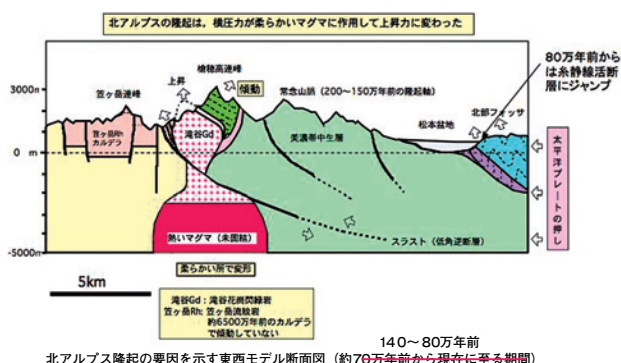 北アルプスの隆起は，横圧力が柔らかいマグマに作用して上昇力に変わった
槍穂高連峰
上昇
傾動
笠ヶ岳連峰
常念山脈（200〜150万年前の隆起軸）
80万年前から
は糸静線活断
層にジャンプ
北部フォッサ
3000m
笠ヶ岳Rh
カルデラ
滝谷Gd
美濃帯中生層
松本盆地
0 m
太平洋プレートの押し
熱いマグマ（未固結）
スラスト（低角逆断層）
-5000m
柔らかい所で変形
5km
滝谷Gd：滝谷花崗閃緑岩
笠ヶ岳Rh: 笠ヶ岳流紋岩
約6500万年前のカルデラ
で傾動していない
140〜80万年前
北アルプス隆起の要因を示す東西モデル断面図（約70万年前から現在に至る期間）